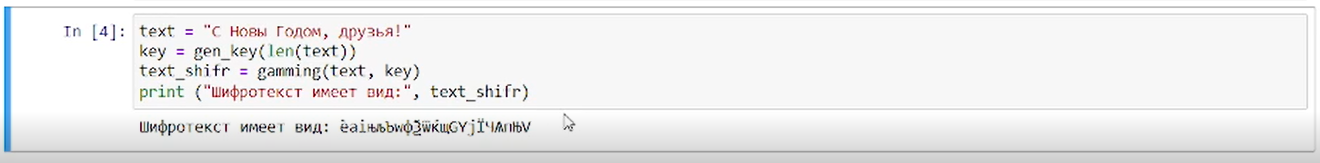 In [4]: text = "С Новы Годом, друзья!"
key = gen_key(len(text))
text_shifr = gamming(text, key)
print ("Шифротекст имеет вид:", text_shifr)
Шифротекст имеет вид: